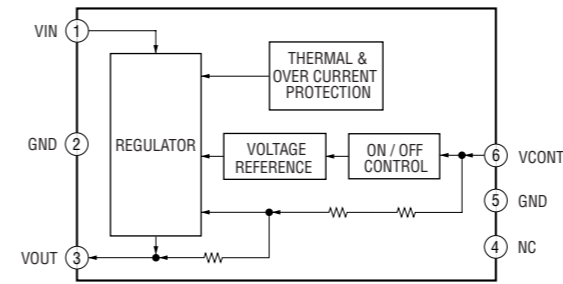 VIN 1
THERMAL &
OVER CURRENT
PROTECTION
GND 2
REGULATOR
VOLTAGE
REFERENCE
ON / OFF
CONTROL
6 VCONT
5 GND
4 NC
VOUT 3